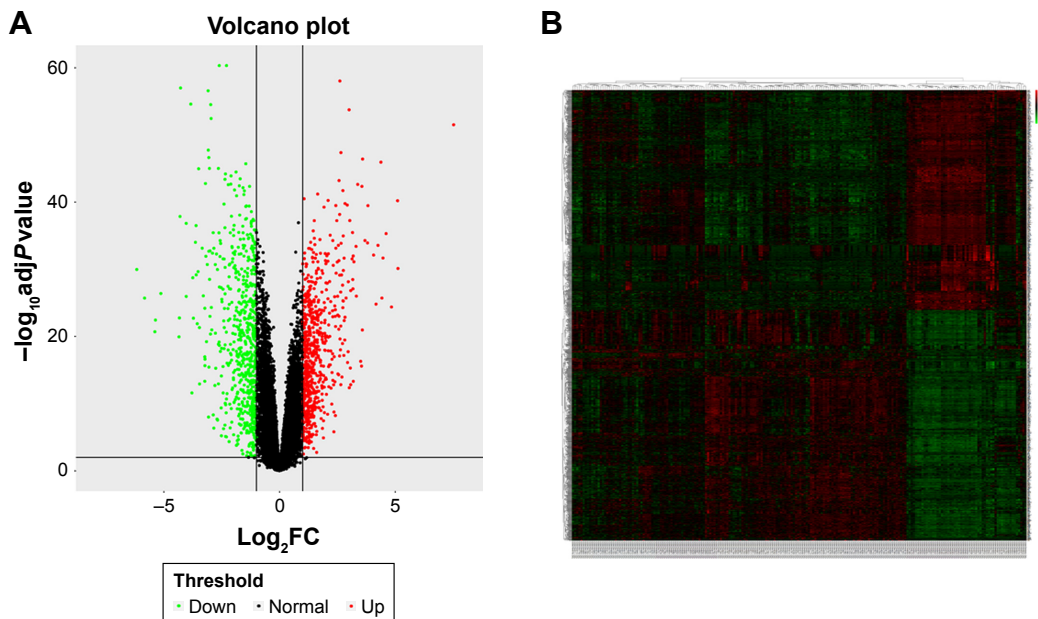 A
Volcano plot
60
40
20
0
−log₁₀adjPvalue
−5 0 5
Log₂FC
Threshold
Down Normal Up
B